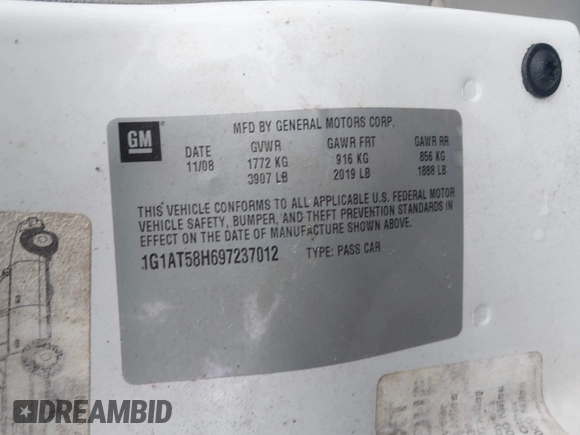 GM
MFD BY GENERAL MOTORS CORP.
DATE GVWR GAWR FRT GAWR RR
11/08 1772 KG 916 KG 856 KG
3907 LB 2019 LB 1888 LB
THIS VEHICLE CONFORMS TO ALL APPLICABLE U.S. FEDERAL MOTOR
VEHICLE SAFETY, BUMPER, AND THEFT PREVENTION STANDARDS IN
EFFECT ON THE DATE OF MANUFACTURE SHOWN ABOVE.
1G1AT58H697237012 TYPE: PASS CAR
DREAMBID